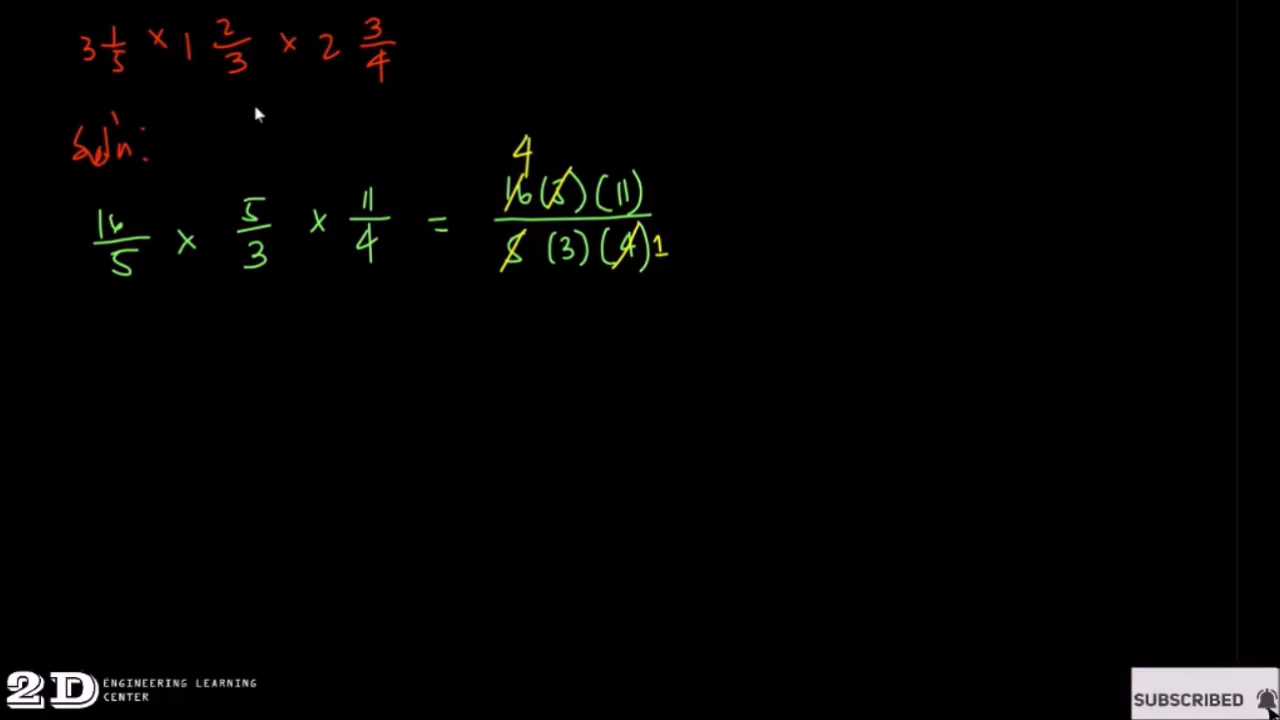 3 1/5 × 1 2/3 × 2 3/4
Sol'n:
16/5 × 5/3 × 11/4 = 16(5)(11) / 5(3)(4)
4
1
2D ENGINEERING LEARNING
CENTER
SUBSCRIBED